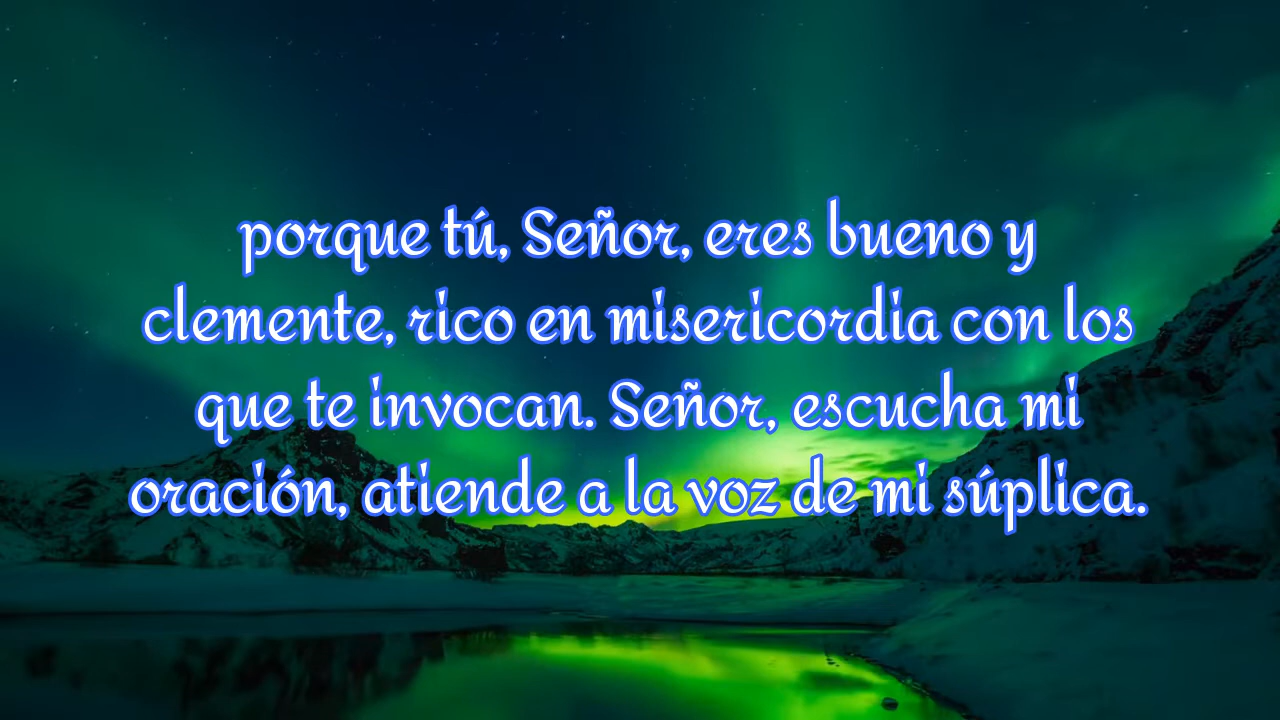 porque tú, Señor, eres bueno y
clemente, rico en misericordia con los
que te invocan. Señor, escucha mi
oración, atiende a la voz de mi súplica.